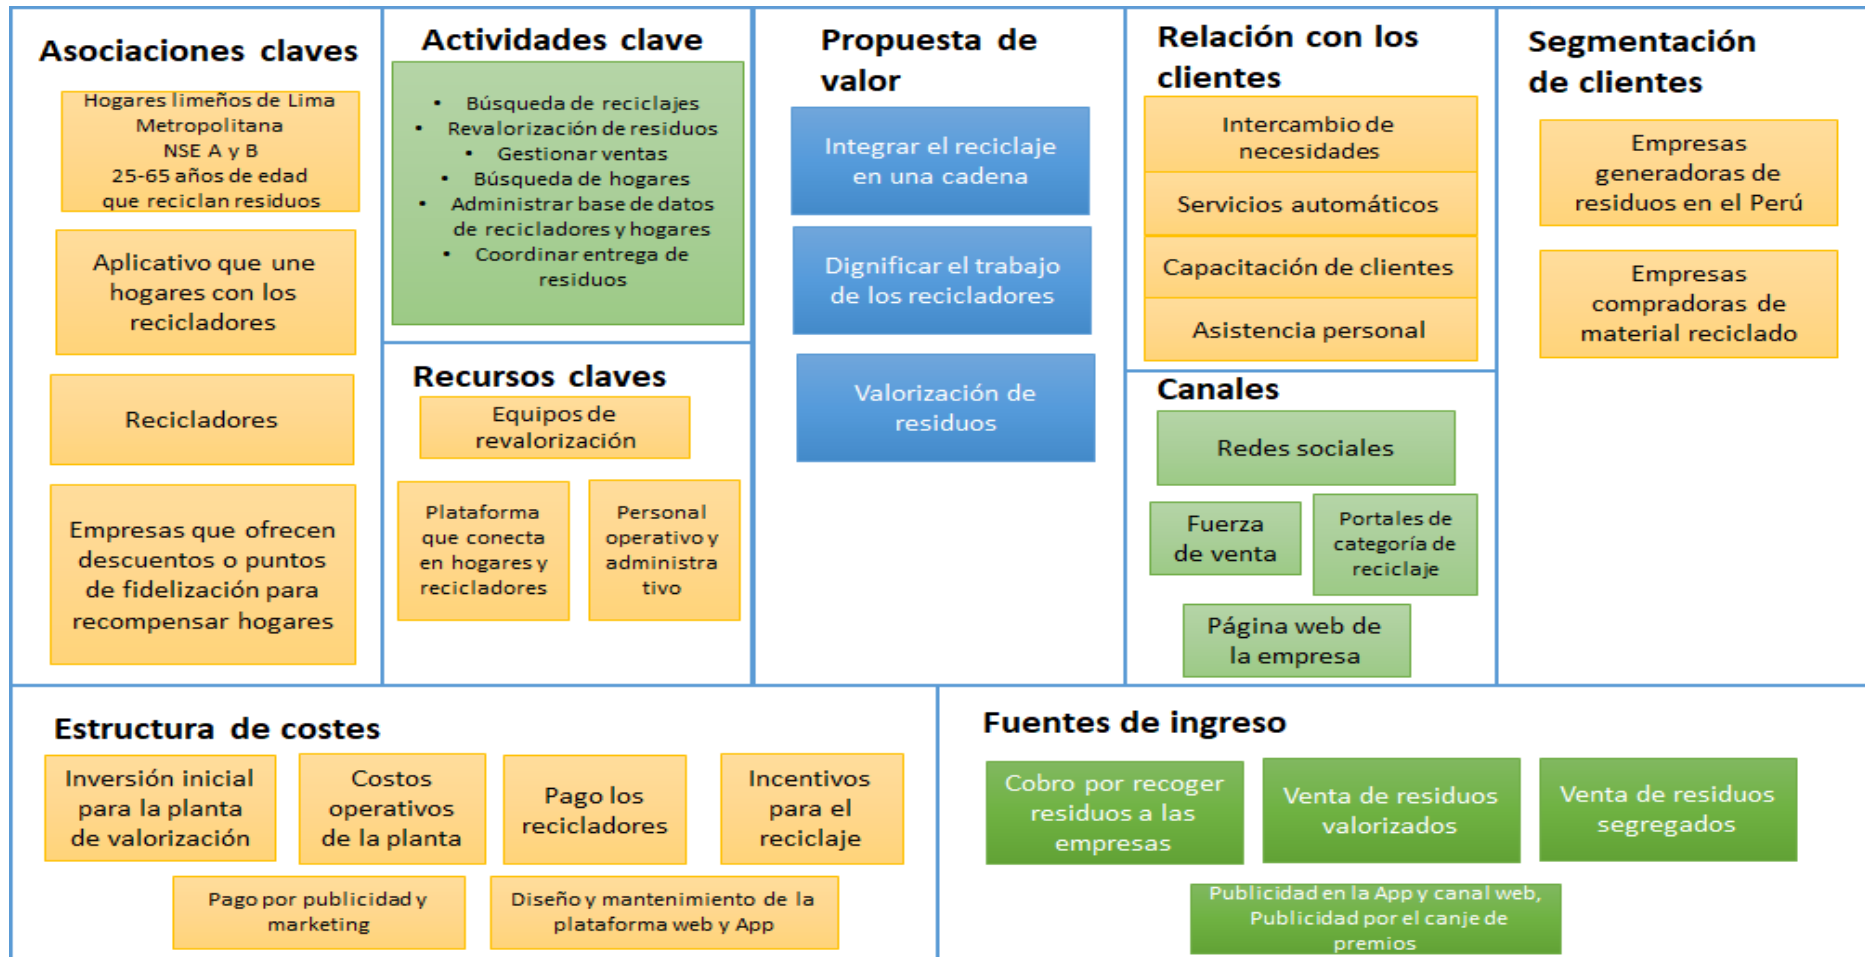 Asociaciones claves
Hogares limeños de Lima
Metropolitana
NSE A y B
25-65 años de edad
que reciclan residuos
Aplicativo que une
hogares con los
recicladores
Recicladores
Empresas que ofrecen
descuentos o puntos
de fidelización para
recompensar hogares
Actividades clave
• Búsqueda de reciclajes
• Revalorización de residuos
• Gestionar ventas
• Búsqueda de hogares
• Administrar base de datos
de recicladores y hogares
• Coordinar entrega de
residuos
Recursos claves
Equipos de
revalorización
Plataforma
que conecta
en hogares y
recicladores
Personal
operativo y
administra
tivo
Propuesta de
valor
Integrar el reciclaje
en una cadena
Dignificar el trabajo
de los recicladores
Valorización de
residuos
Relación con los
clientes
Intercambio de
necesidades
Servicios automáticos
Capacitación de clientes
Asistencia personal
Canales
Redes sociales
Fuerza
de venta
Portales de
categoría de
reciclaje
Página web de
la empresa
Segmentación
de clientes
Empresas
generadoras de
residuos en el Perú
Empresas
compradoras de
material reciclado
Estructura de costes
Inversión inicial
para la planta
de valorización
Costos
operativos
de la planta
Pago los
recicladores
Incentivos
para el
reciclaje
Pago por publicidad y
marketing
Diseño y mantenimiento de la
plataforma web y App
Fuentes de ingreso
Cobro por recoger
residuos a las
empresas
Venta de residuos
valorizados
Venta de residuos
segregados
Publicidad en la App y canal web,
Publicidad por el canje de
premios